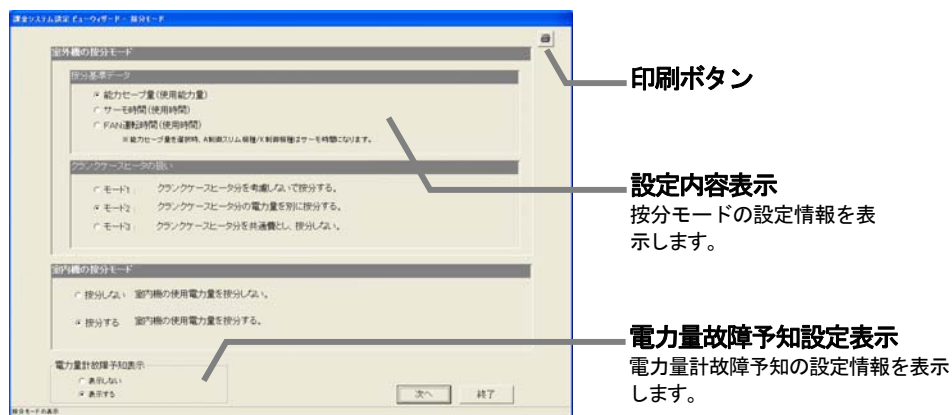 課金システム設定 ビューウィザード - 按分モード
室外機の按分モード
按分基準データ
能力セーブ量(使用能力量)
サーモ時間(使用時間)
FAN運転時間(使用時間)
※能力セーブ量を選択時、A制御スリム機種/K制御機種はサーモ時間になります。
クランクケースヒータの扱い
モード1: クランクケースヒータ分を考慮しないで按分する。
モード2: クランクケースヒータ分の電力量を別に按分する。
モード3: クランクケースヒータ分を共通費とし、按分しない。
室内機の按分モード
按分しない 室内機の使用電力量を按分しない。
按分する 室内機の使用電力量を按分する。
電力量計故障予知表示
表示しない
表示する
次へ 終了
按分モードの表示
印刷ボタン
設定内容表示
按分モードの設定情報を表
示します。
電力量故障予知設定表示
電力量計故障予知の設定情報を表示
します。